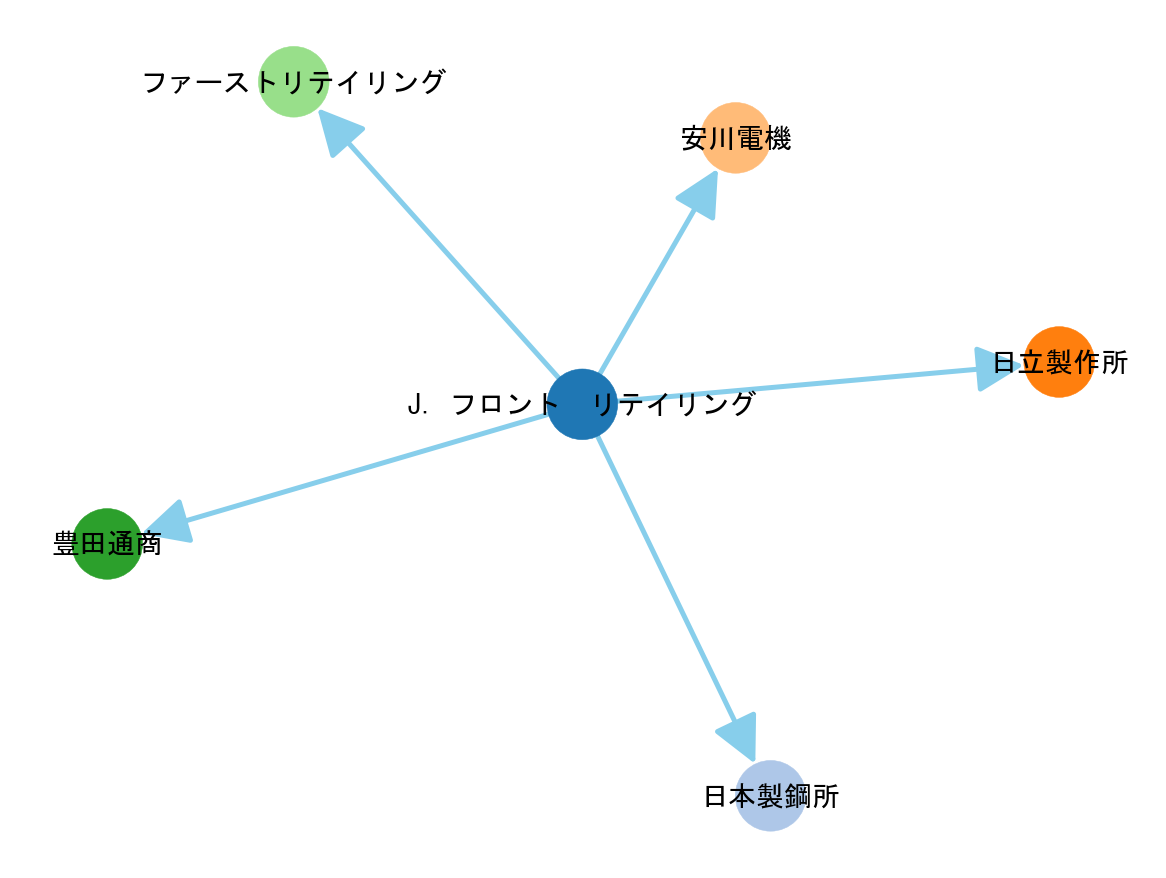 ファーストリテイリング
安川電機
日立製作所
J. フロント　リテイリング
豊田通商
日本製鋼所